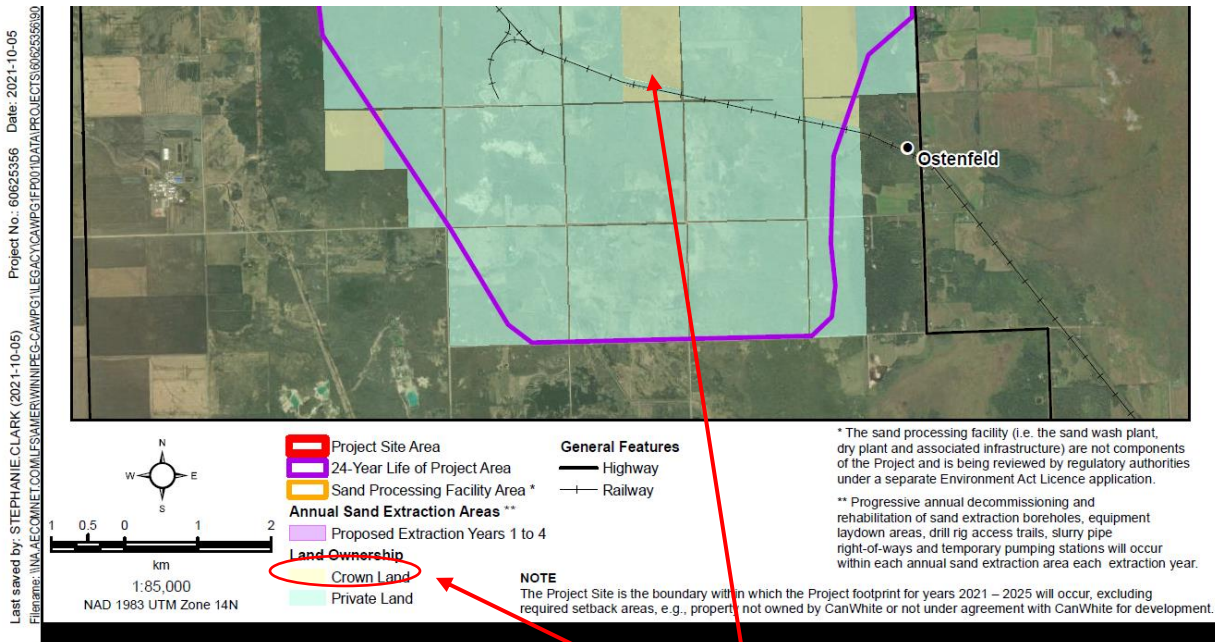 Ostenfeld
Last saved by: STEPHANIE.CLARK (2021-10-05) Project No.: 60625356 Date: 2021-10-05
N
W E
S
1 0.5 0 1 2
km
1:85,000
NAD 1983 UTM Zone 14N
Project Site Area
24-Year Life of Project Area
Sand Processing Facility Area *
Annual Sand Extraction Areas **
Proposed Extraction Years 1 to 4
Land Ownership
Crown Land
Private Land
General Features
Highway
Railway
* The sand processing facility (i.e. the sand wash plant,
dry plant and associated infrastructure) are not components
of the Project and is being reviewed by regulatory authorities
under a separate Environment Act Licence application.
** Progressive annual decommissioning and
rehabilitation of sand extraction boreholes, equipment
laydown areas, drill rig access trails, slurry pipe
right-of-ways and temporary pumping stations will occur
within each annual sand extraction area each extraction year.
NOTE
The Project Site is the boundary within which the Project footprint for years 2021 – 2025 will occur, excluding
required setback areas, e.g., property not owned by CanWhite or not under agreement with CanWhite for development.